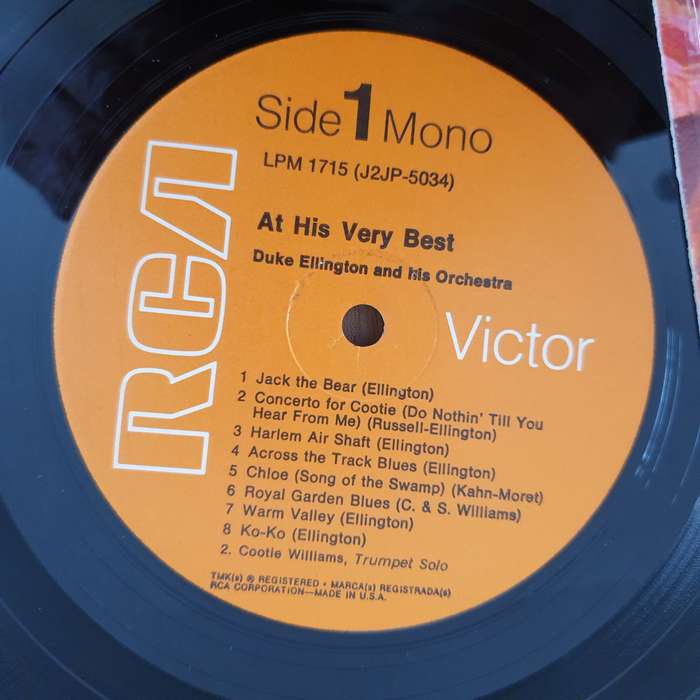 Side 1 Mono
LPM 1715 (J2JP-5034)
At His Very Best
Duke Ellington and his Orchestra
RCA
Victor
1 Jack the Bear (Ellington)
2 Concerto for Cootie (Do Nothin' Till You
Hear From Me) (Russell-Ellington)
3 Harlem Air Shaft (Ellington)
4 Across the Track Blues (Ellington)
5 Chloe (Song of the Swamp) (Kahn-Moret)
6 Royal Garden Blues (C. & S. Williams)
7 Warm Valley (Ellington)
8 Ko-Ko (Ellington)
2. Cootie Williams, Trumpet Solo
TMK(s) ® REGISTERED • MARCA(s) REGISTRADA(s)
RCA CORPORATION—MADE IN U.S.A.